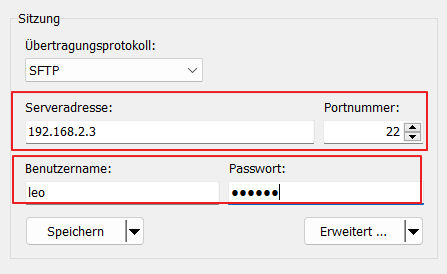 Sitzung
Übertragungsprotokoll:
SFTP
Serveradresse: Portnummer:
192.168.2.3 22
Benutzername: Passwort:
leo ●●●●●●
Speichern Erweitert ...